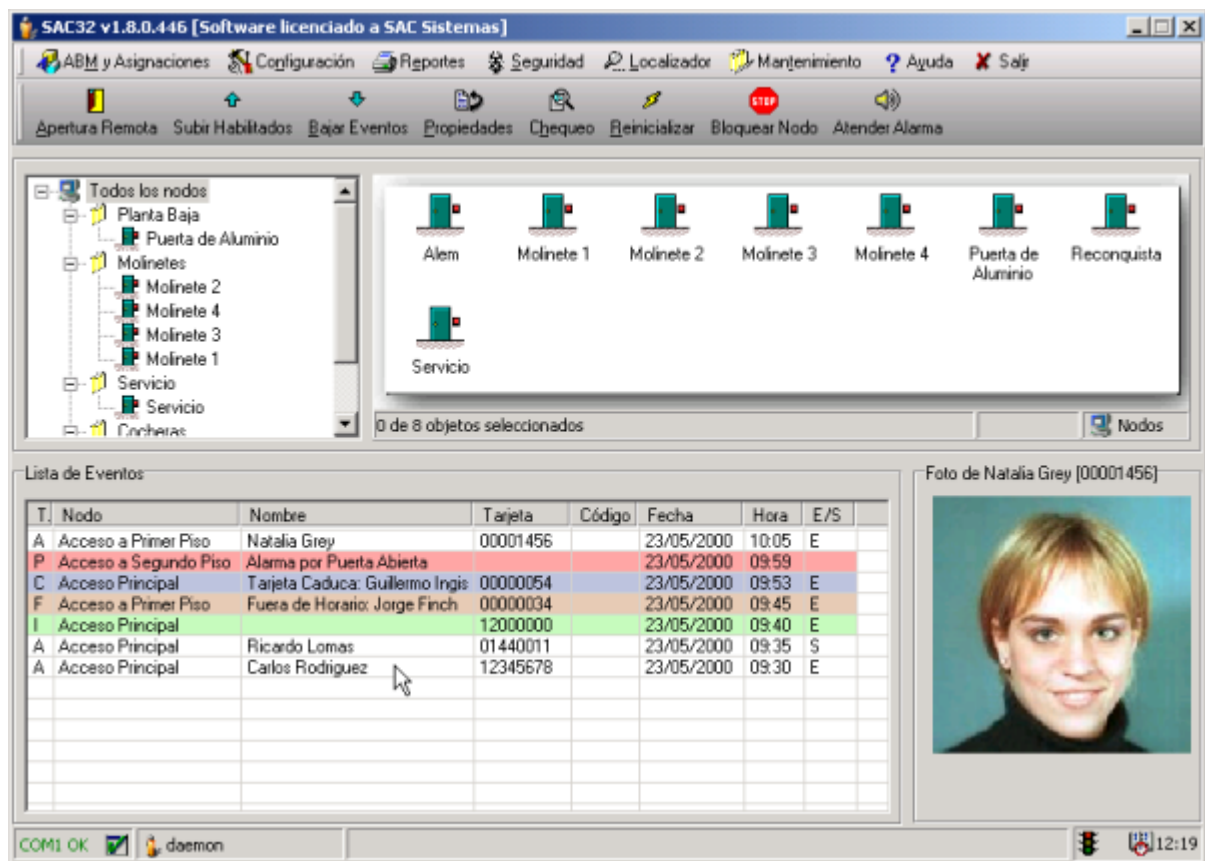 SAC32 v1.8.0.446 [Software licenciado a SAC Sistemas]
ABM y Asignaciones Configuración Reportes Seguridad Localizador Mantenimiento Ayuda Salir
STOP
Apertura Remota Subir Habilitados Bajar Eventos Propiedades Chequeo Reinicializar Bloquear Nodo Atender Alarma
Todos los nodos
Planta Baja
Puerta de Aluminio
Molinetes
Molinete 2
Molinete 4
Molinete 3
Molinete 1
Servicio
Servicio
Cocheras
Alem Molinete 1 Molinete 2 Molinete 3 Molinete 4 Puerta de Aluminio Reconquista
Servicio
0 de 8 objetos seleccionados Nodos
Lista de Eventos
T. Nodo Nombre Tarjeta Código Fecha Hora E/S
A Acceso a Primer Piso Natalia Grey 00001456 23/05/2000 10:05 E
P Acceso a Segundo Piso Alarma por Puerta Abierta 23/05/2000 09:59
C Acceso Principal Tarjeta Caduca: Guillermo Ingis 00000054 23/05/2000 09:53 E
F Acceso a Primer Piso Fuera de Horario: Jorge Finch 00000034 23/05/2000 09:45 E
I Acceso Principal 12000000 23/05/2000 09:40 E
A Acceso Principal Ricardo Lomas 01440011 23/05/2000 09:35 S
A Acceso Principal Carlos Rodriguez 12345678 23/05/2000 09:30 E
Foto de Natalia Grey [00001456]
COM1 OK daemon 12:19